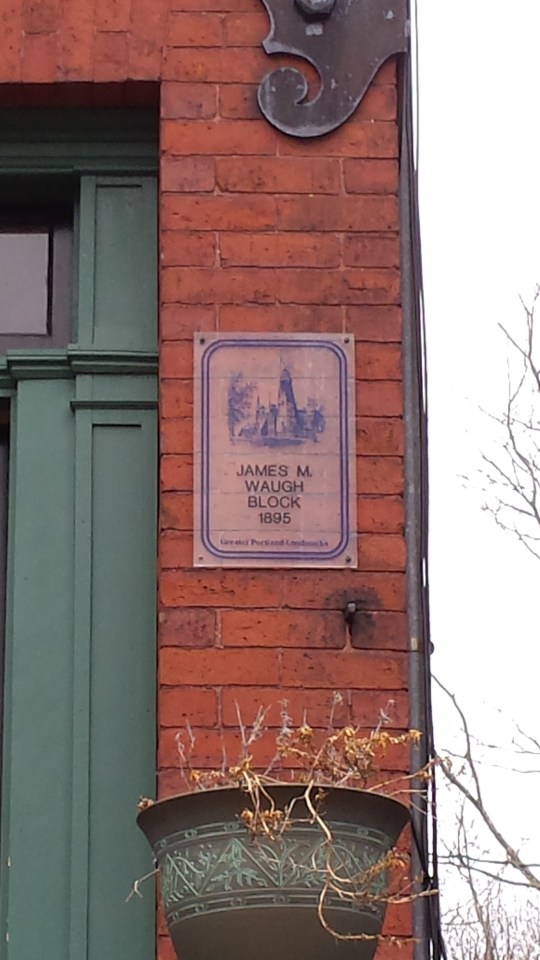 JAMES M.
WAUGH
BLOCK
1895
Greater Portland Landmarks